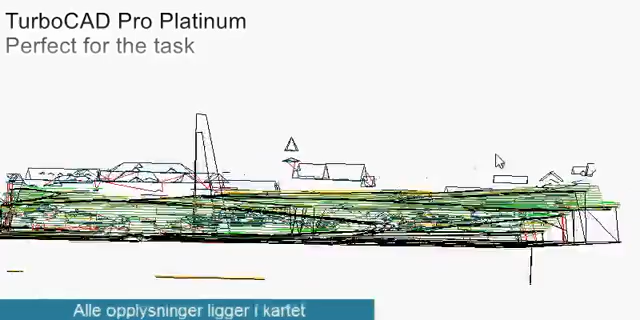 TurboCAD Pro Platinum
Perfect for the task
Alle opplysninger ligger i kartet